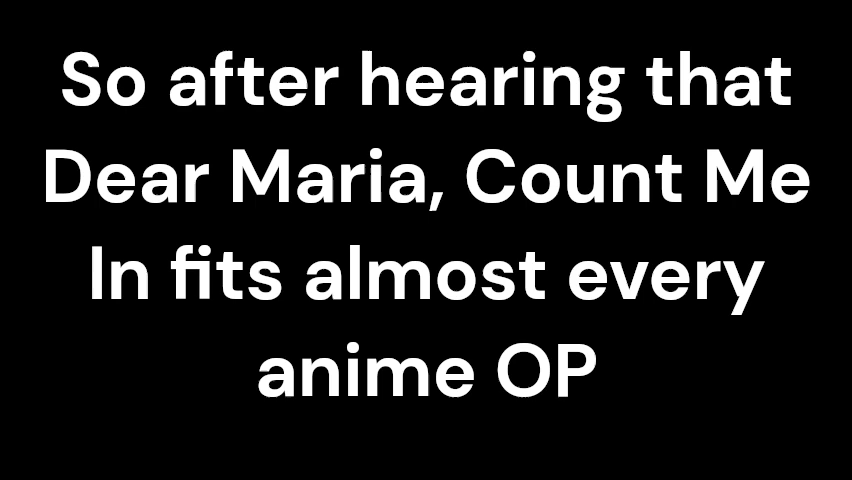 So after hearing that
Dear Maria, Count Me
In fits almost every
anime OP